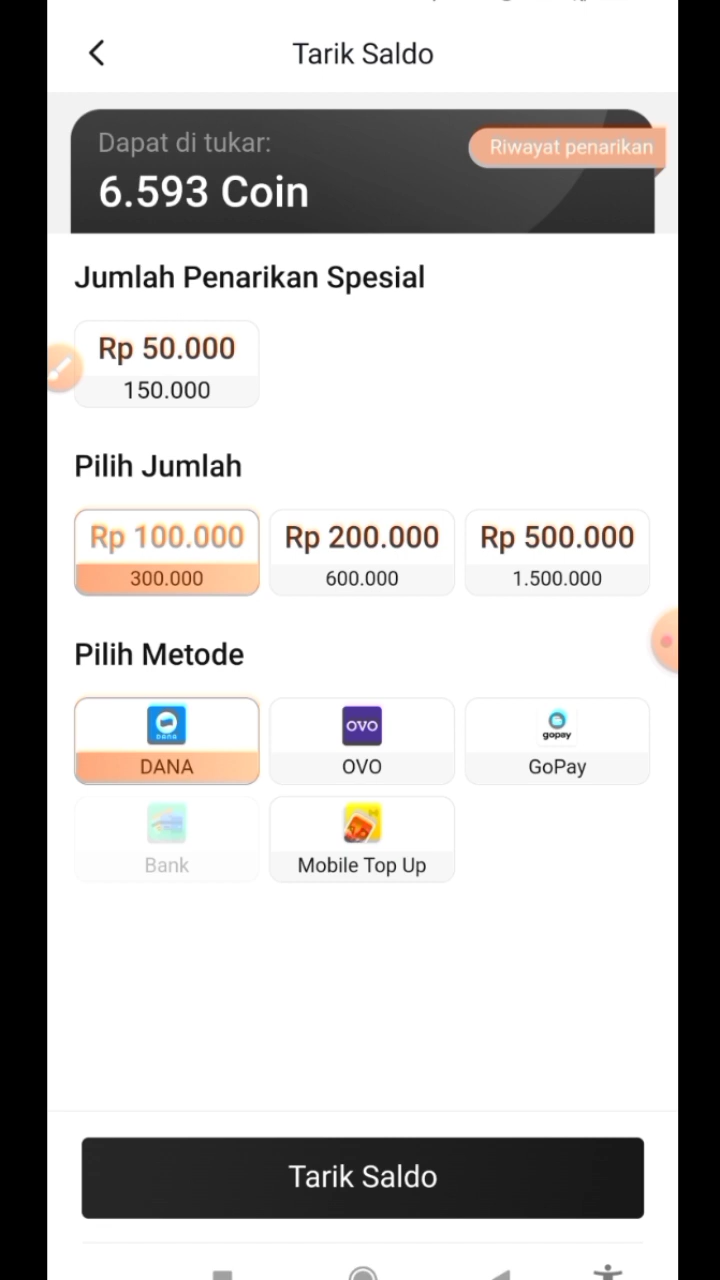 Tarik Saldo
Dapat di tukar:
Riwayat penarikan
6.593 Coin
Jumlah Penarikan Spesial
Rp 50.000
150.000
Pilih Jumlah
Rp 100.000 Rp 200.000 Rp 500.000
300.000 600.000 1.500.000
Pilih Metode
DANA OVO gopay
DANA OVO GoPay
Bank Mobile Top Up
Tarik Saldo